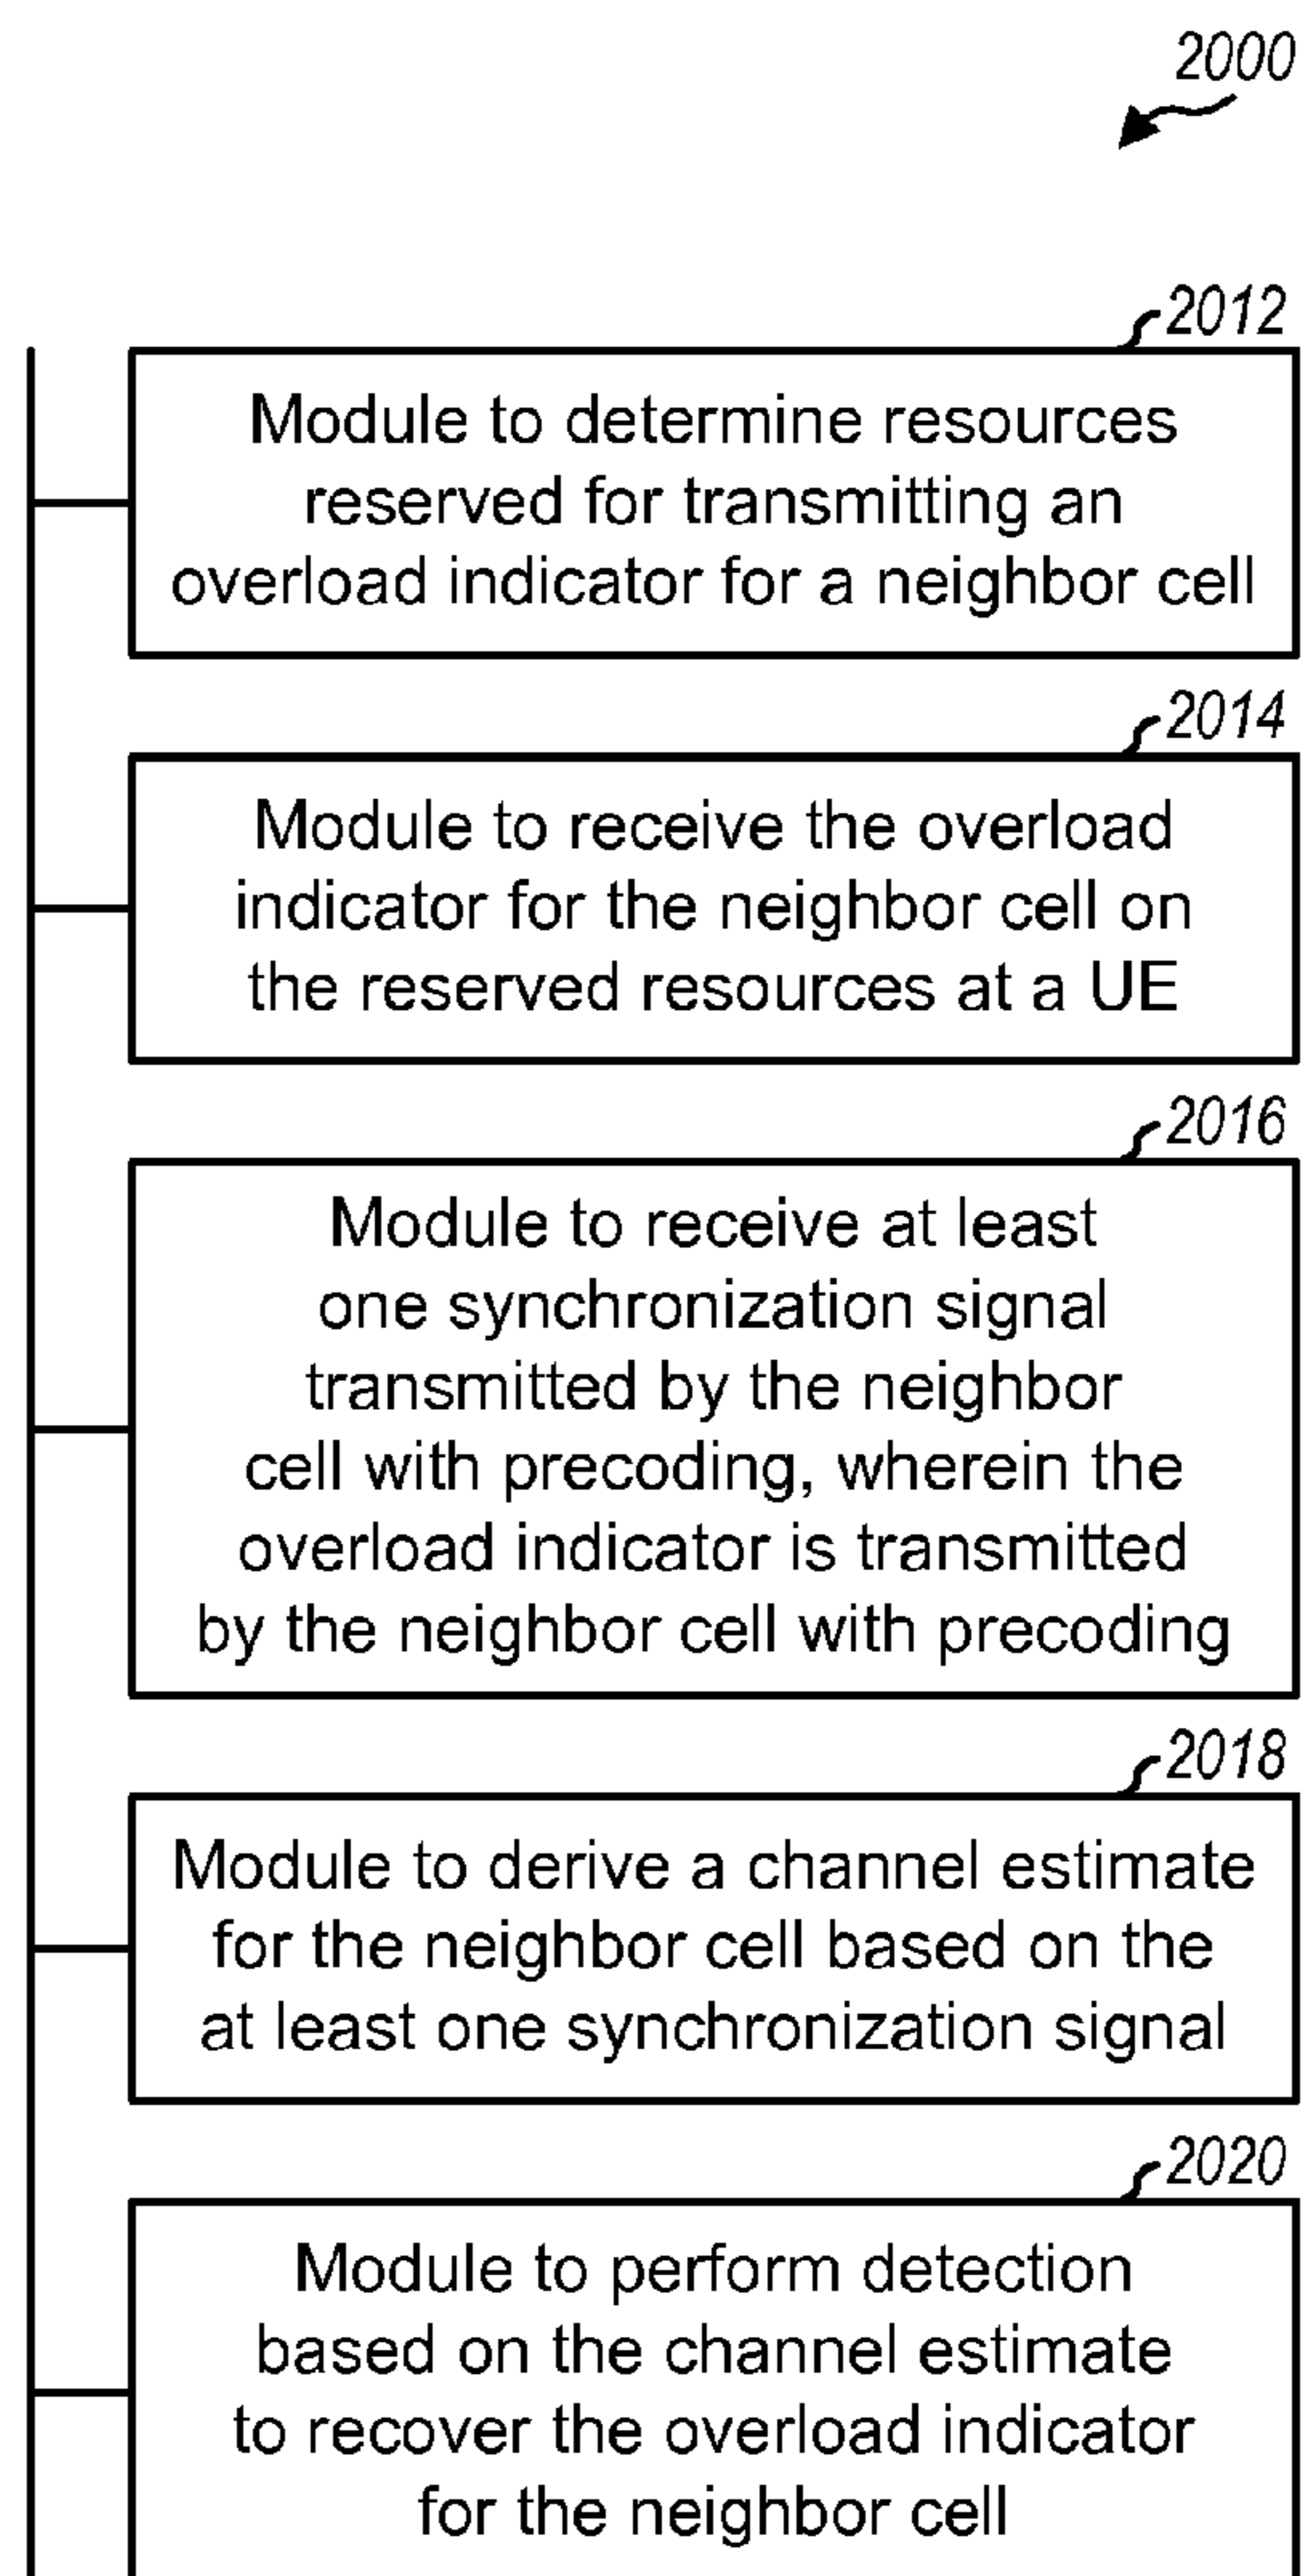 2000
2012
Module to determine resources
reserved for transmitting an
overload indicator for a neighbor cell
2014
Module to receive the overload
indicator for the neighbor cell on
the reserved resources at a UE
2016
Module to receive at least
one synchronization signal
transmitted by the neighbor
cell with precoding, wherein the
overload indicator is transmitted
by the neighbor cell with precoding
2018
Module to derive a channel estimate
for the neighbor cell based on the
at least one synchronization signal
2020
Module to perform detection
based on the channel estimate
to recover the overload indicator
for the neighbor cell